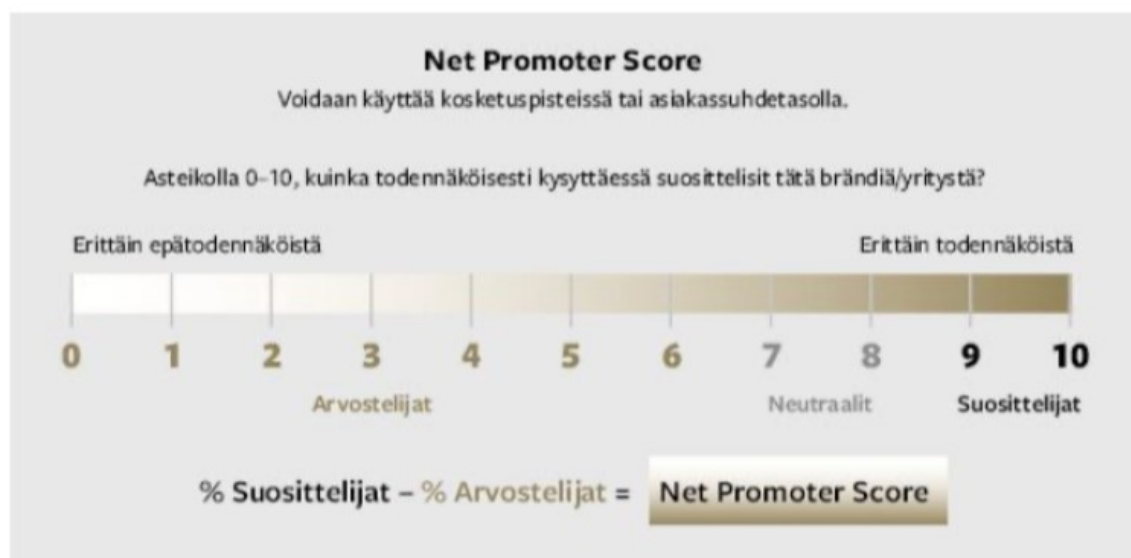 Net Promoter Score
Voidaan käyttää kosketuspisteissä tai asiakassuhdetasolla.
Asteikolla 0–10, kuinka todennäköisesti kysyttäessä suosittelisit tätä brändiä/yritystä?
Erittäin epätodennäköistä Erittäin todennäköistä
0 1 2 3 4 5 6 7 8 9 10
Arvostelijat Neutraalit Suosittelijat
% Suosittelijat – % Arvostelijat = Net Promoter Score